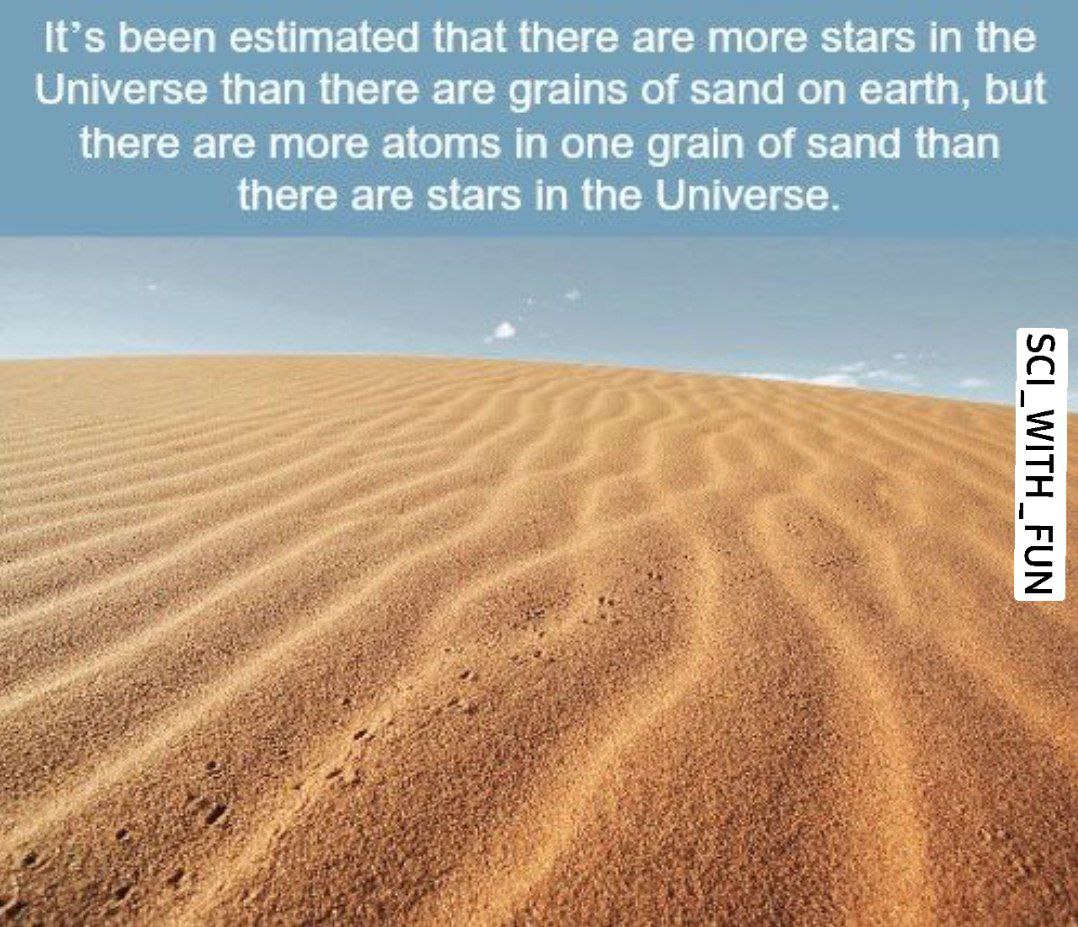 It’s been estimated that there are more stars in the
Universe than there are grains of sand on earth, but
there are more atoms in one grain of sand than
there are stars in the Universe.
SCI_WITH_FUN